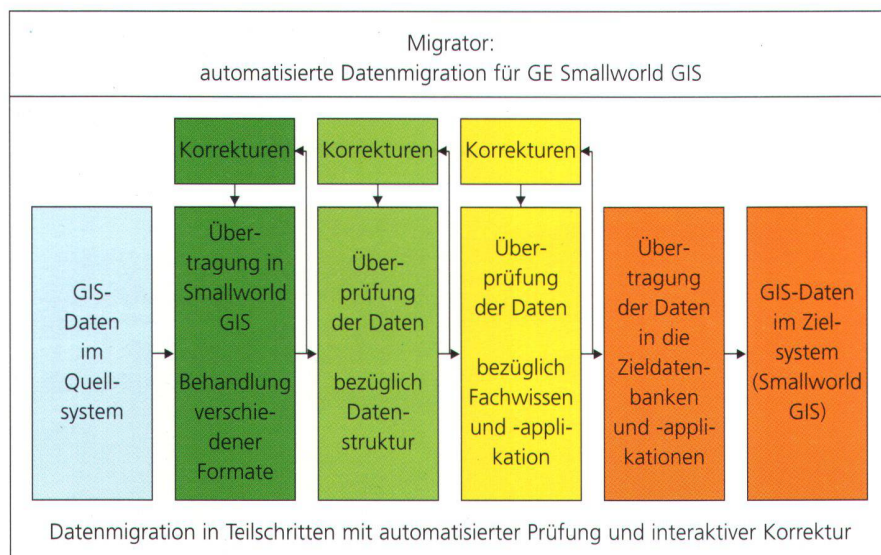 Migrator:
automatisierte Datenmigration für GE Smallworld GIS
Korrekturen
Korrekturen
Korrekturen
GIS-
Daten
im
Quell-
system
Über-
tragung in
Smallworld
GIS
Behandlung
verschie-
dener
Formate
Über-
prüfung
der Daten
bezüglich
Daten-
struktur
Über-
prüfung
der Daten
bezüglich
Fachwissen
und -appli-
kation
Über-
tragung
der Daten
in die
Zieldaten-
banken
und -appli-
kationen
GIS-Daten
im Ziel-
system
(Smallworld
GIS)
Datenmigration in Teilschritten mit automatisierter Prüfung und interaktiver Korrektur